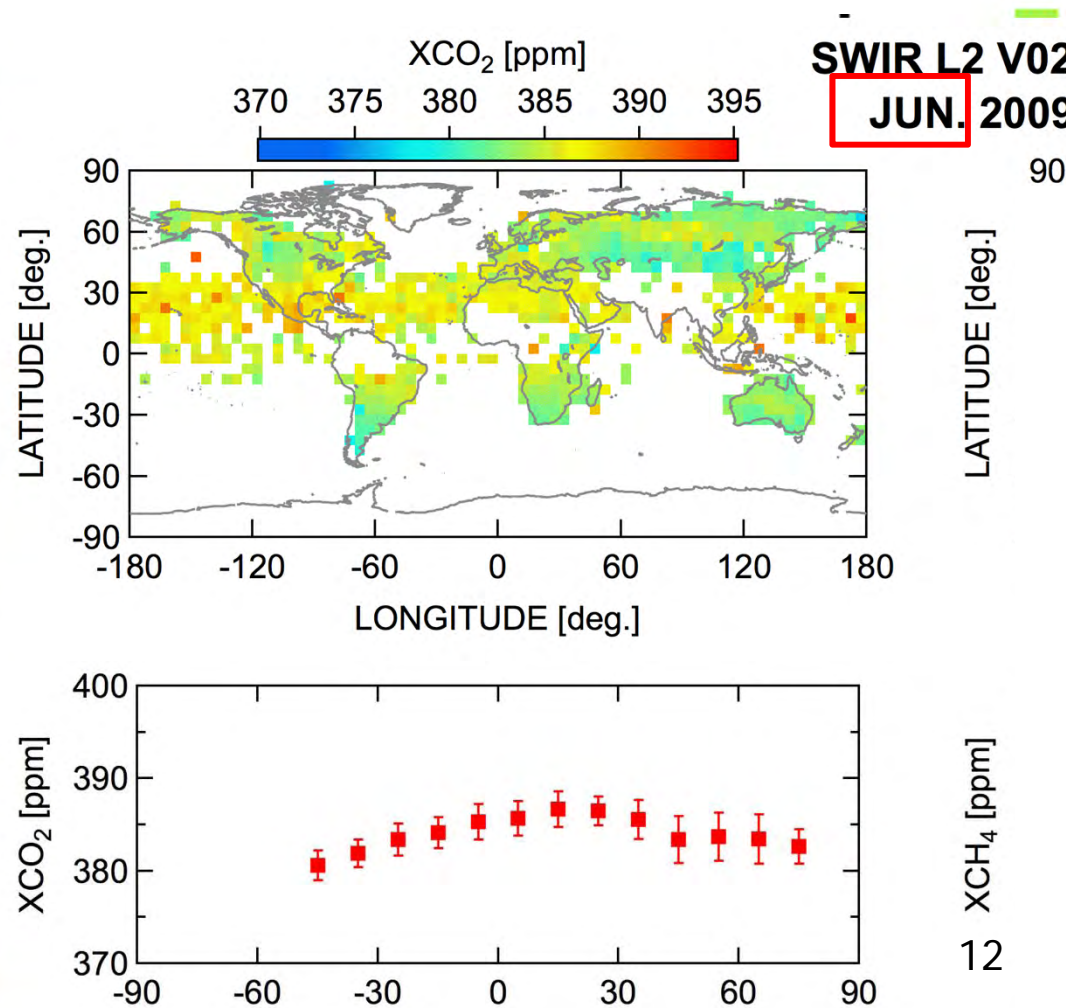 XCO₂ [ppm]
370 375 380 385 390 395
SWIR L2 V02
JUN. 2009
90
60
30
0
-30
-60
-90
LATITUDE [deg.]
-180 -120 -60 0 60 120 180
LONGITUDE [deg.]
90
LATITUDE [deg.]
400
390
380
370
XCO₂ [ppm]
-90 -60 -30 0 30 60 90
XCH₄ [ppm]
12